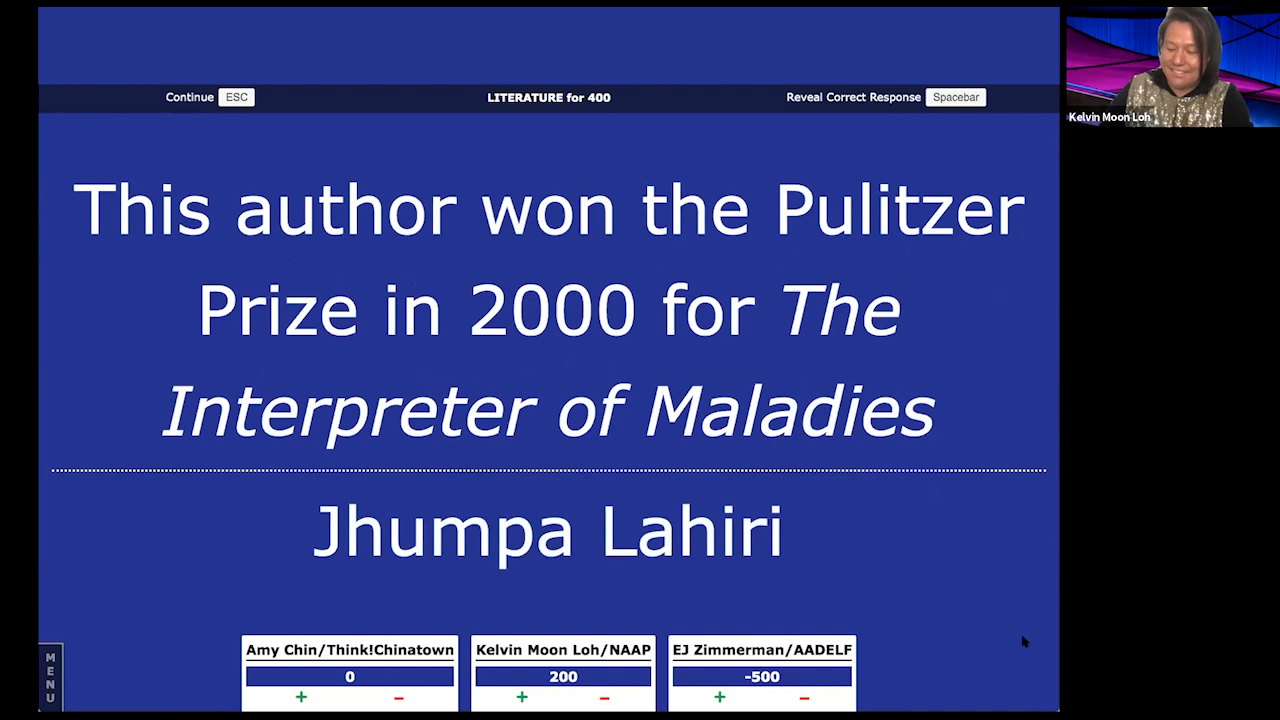 Continue ESC LITERATURE for 400 Reveal Correct Response Spacebar
Kelvin Moon Loh
This author won the Pulitzer
Prize in 2000 for The
Interpreter of Maladies
Jhumpa Lahiri
MENU
Amy Chin/Think!Chinatown Kelvin Moon Loh/NAAP EJ Zimmerman/AADELF
0 200 -500
+ − + − + −